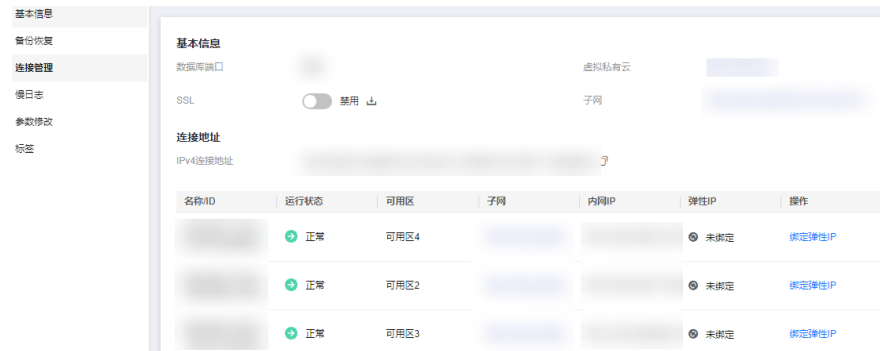 基本信息
备份恢复
连接管理
慢日志
参数修改
标签
基本信息
数据库端口
虚拟私有云
SSL
禁用
子网
连接地址
IPv4连接地址
名称/ID 运行状态 可用区 子网 内网IP 弹性IP 操作
正常 可用区4 未绑定 绑定弹性IP
正常 可用区2 未绑定 绑定弹性IP
正常 可用区3 未绑定 绑定弹性IP